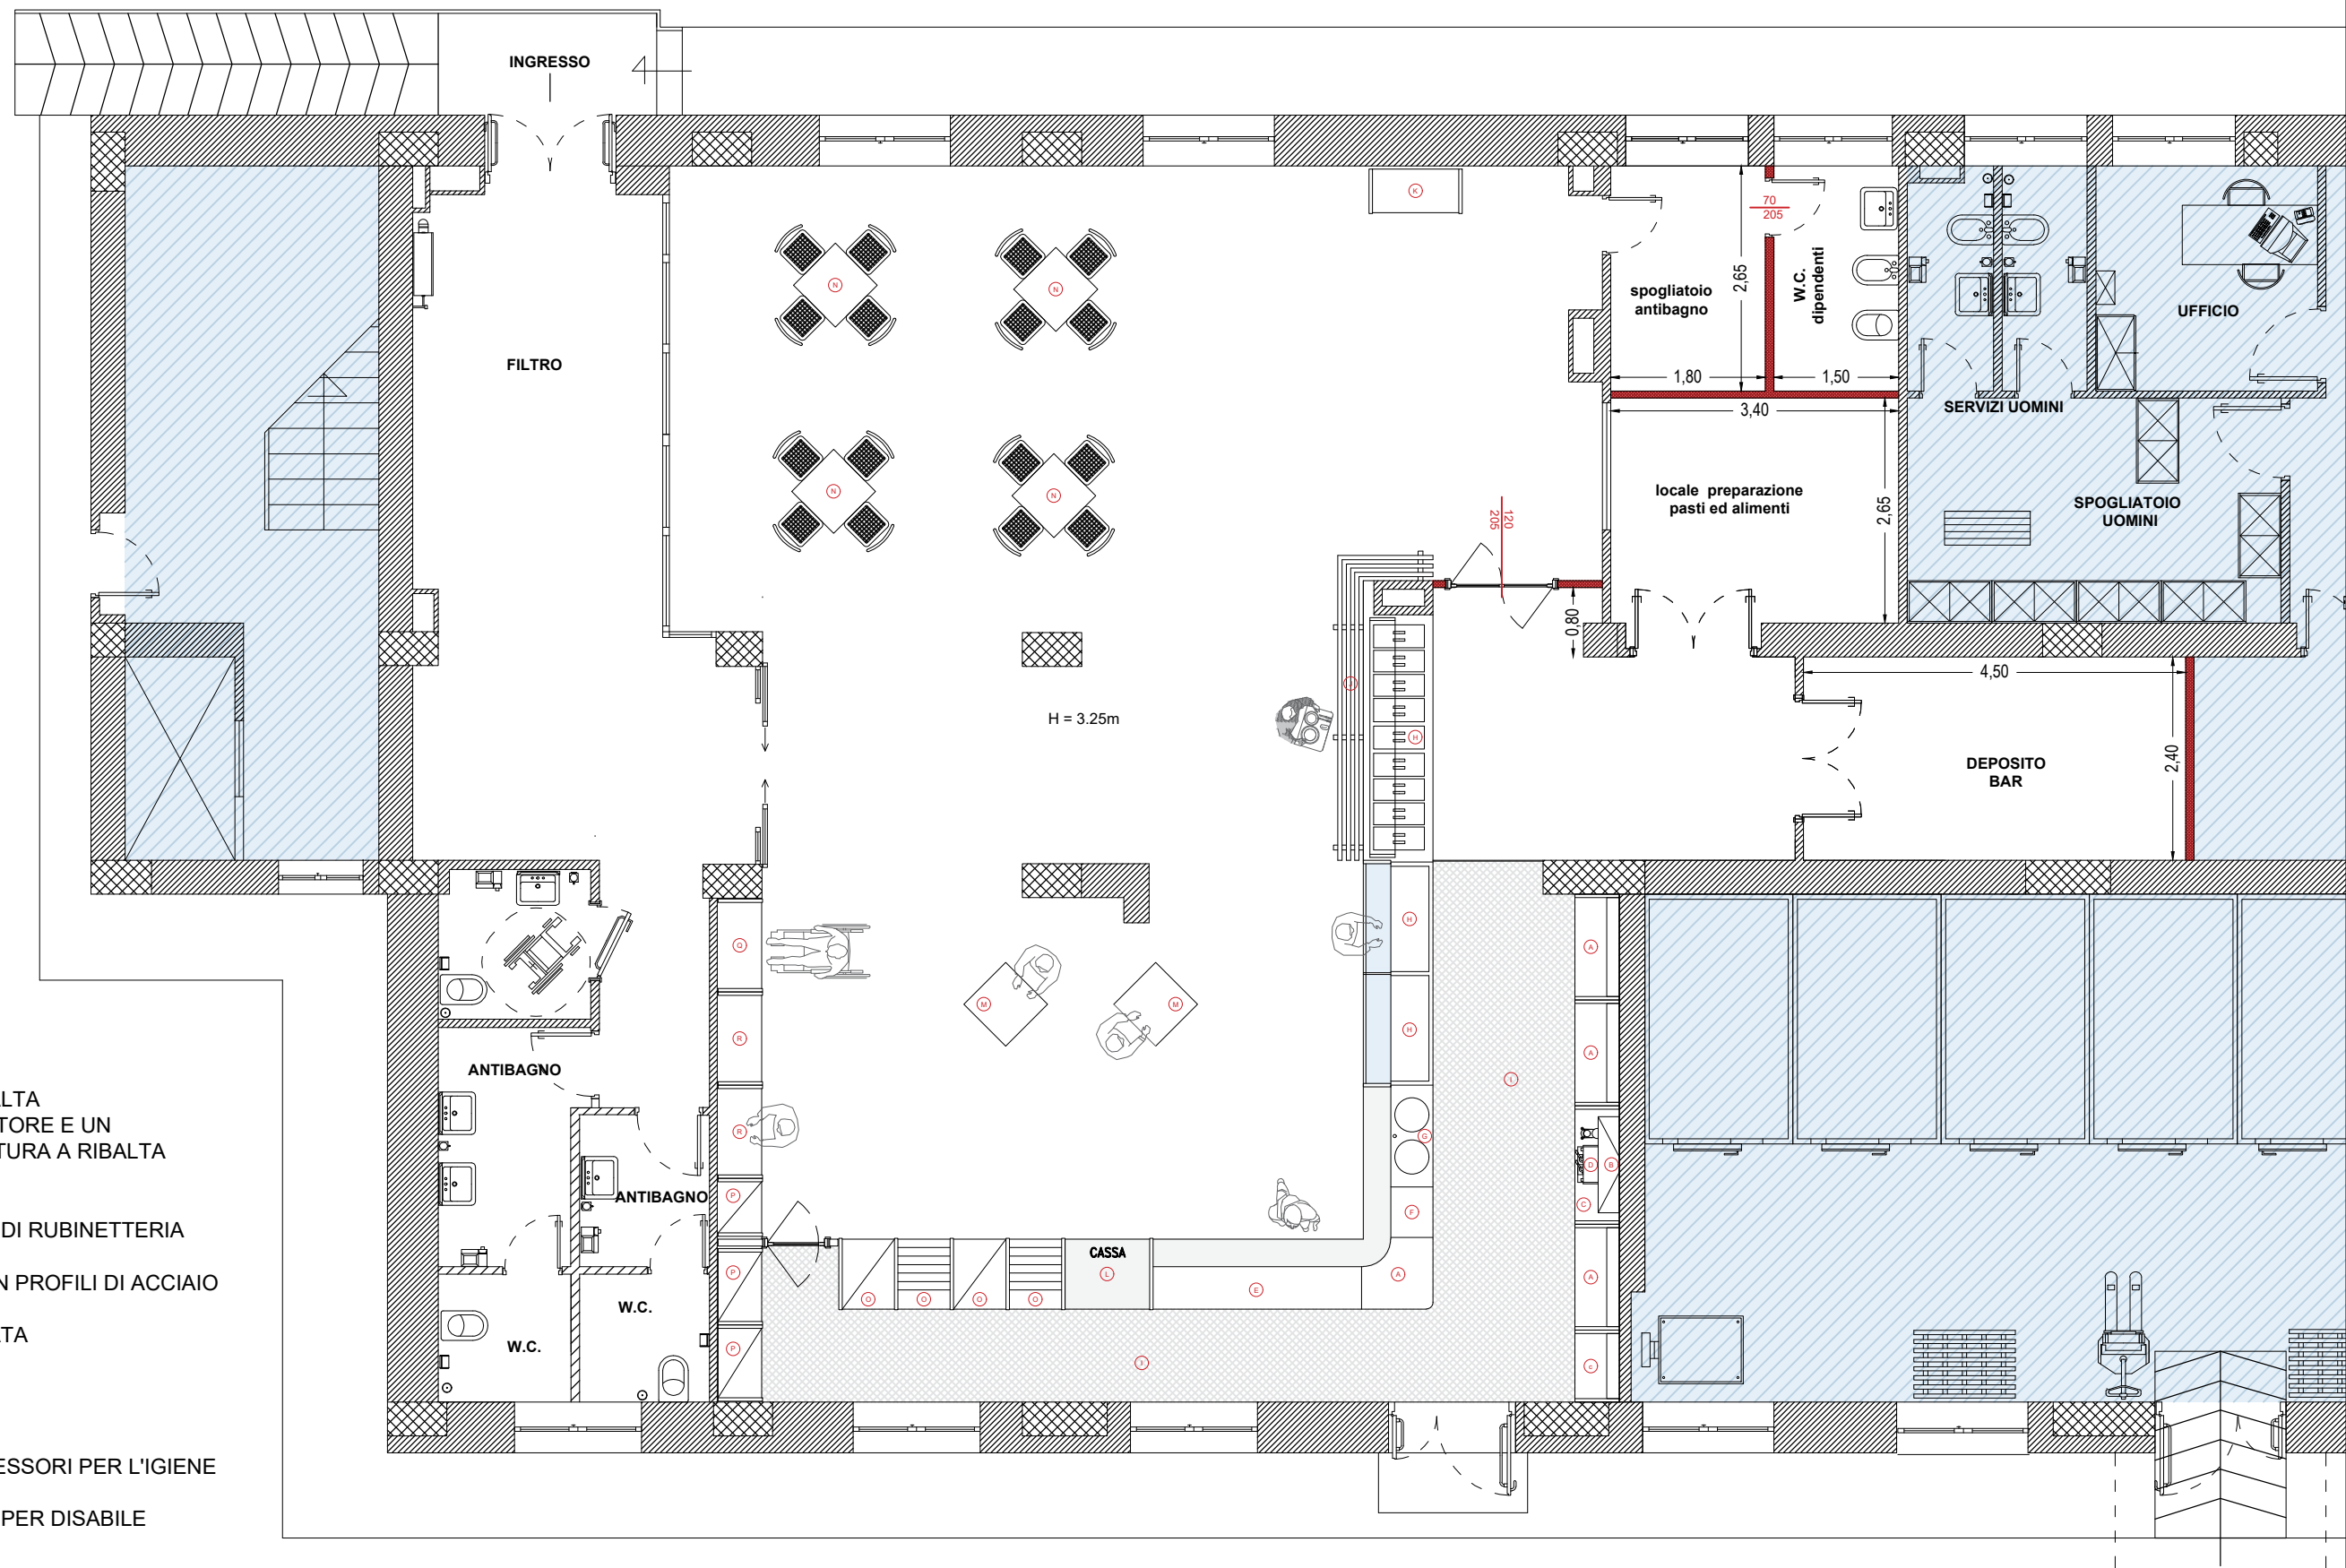 INGRESSO
K
70
205
spogliatoio
antibagno
2,65
W.C.
dipendenti
UFFICIO
N
N
FILTRO
1,80
1,50
3,40
SERVIZI UOMINI
N
N
locale preparazione
pasti ed alimenti
2,65
SPOGLIATOIO
UOMINI
120
205
0,80
J
H = 3.25m
H
4,50
DEPOSITO
BAR
2,40
Q
H
A
M
M
R
H
A
I
ANTIBAGNO
R
G
D
B
P
ANTIBAGNO
F
C
CASSA
P
L
A
A
O
O
O
O
E
W.C.
P
W.C.
I
c
LTA
TORE E UN
TURA A RIBALTA
DI RUBINETTERIA
N PROFILI DI ACCIAIO
TA
ESSORI PER L'IGIENE
PER DISABILE